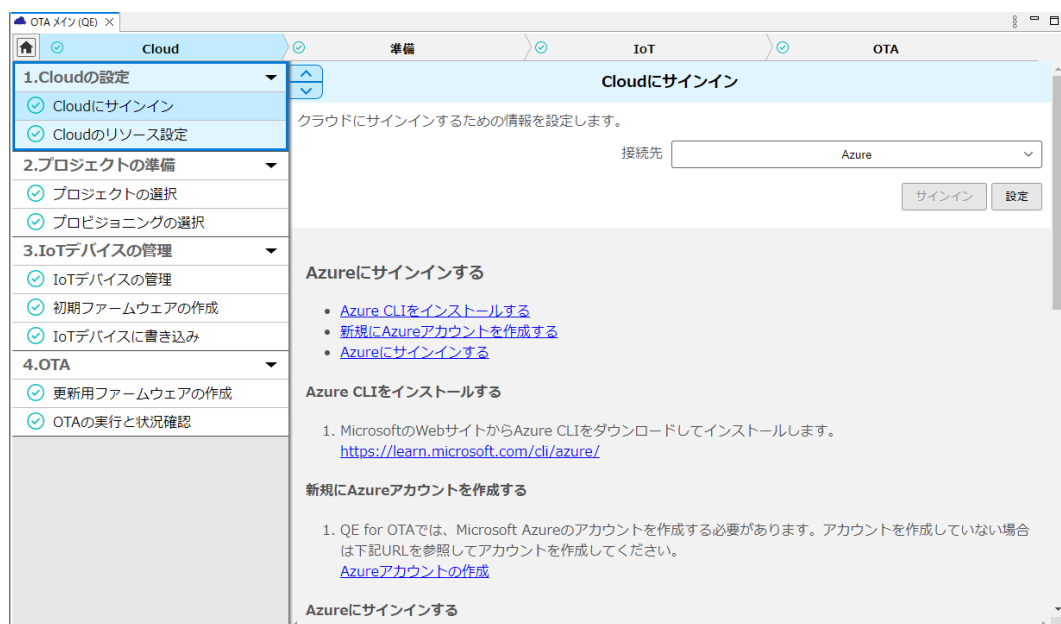 OTA メイン (QE)
Cloud
準備
IoT
OTA
1.Cloudの設定
Cloudにサインイン
Cloudのリソース設定
2.プロジェクトの準備
プロジェクトの選択
プロビジョニングの選択
3.IoTデバイスの管理
IoTデバイスの管理
初期ファームウェアの作成
IoTデバイスに書き込み
4.OTA
更新用ファームウェアの作成
OTAの実行と状況確認
Cloudにサインイン
クラウドにサインインするための情報を設定します。
接続先 Azure
サインイン 設定
Azureにサインインする
• Azure CLIをインストールする
• 新規にAzureアカウントを作成する
• Azureにサインインする
Azure CLIをインストールする
1. MicrosoftのWebサイトからAzure CLIをダウンロードしてインストールします。
https://learn.microsoft.com/cli/azure/
新規にAzureアカウントを作成する
1. QE for OTAでは、Microsoft Azureのアカウントを作成する必要があります。アカウントを作成していない場合
は下記URLを参照してアカウントを作成してください。
Azureアカウントの作成
Azureにサインインする